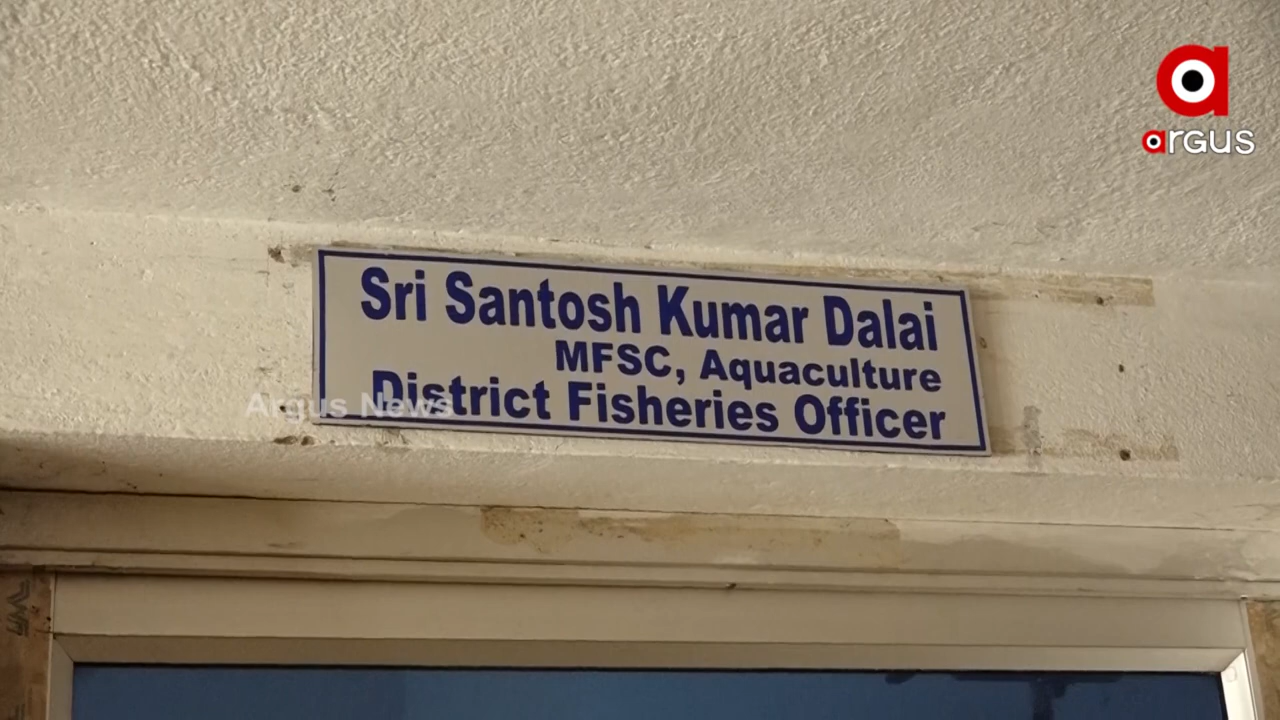 argus
Sri Santosh Kumar Dalai
MFSC, Aquaculture
District Fisheries Officer
Argus News